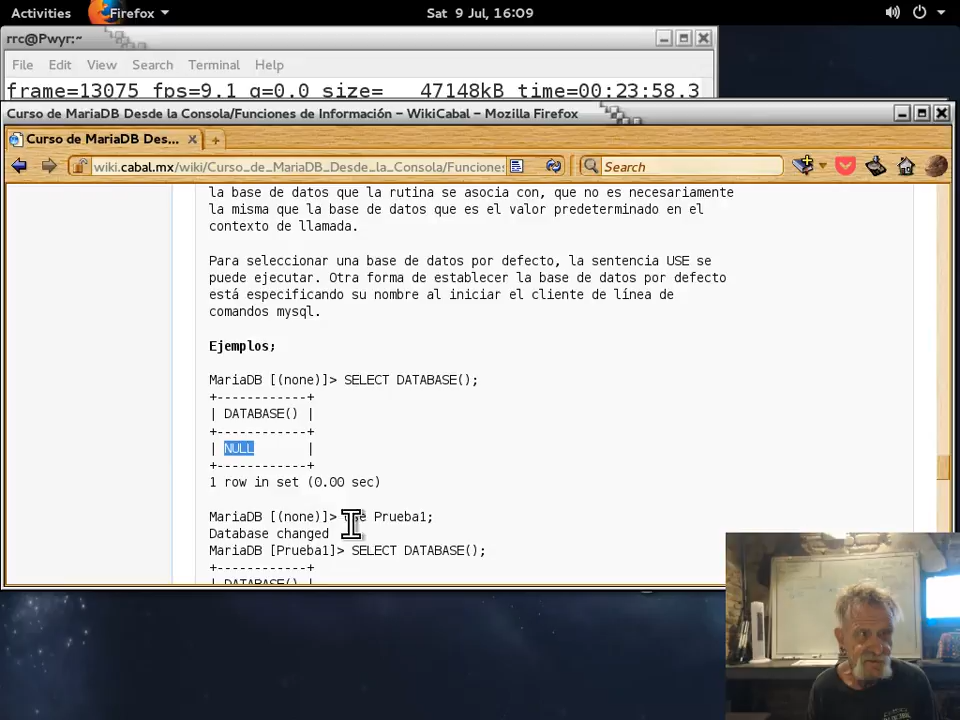 Activities Firefox Sat 9 Jul, 16:09
rrc@Pwyr:~
File Edit View Search Terminal Help
frame=13075 fps=9.1 q=0.0 size= 47148kB time=00:23:58.3
Curso de MariaDB Desde la Consola/Funciones de Información – WikiCabal – Mozilla Firefox
Curso de MariaDB Des...
wiki.cabal.mx/wiki/Curso_de_MariaDB_Desde_la_Consola/Funciones Search
la base de datos que la rutina se asocia con, que no es necesariamente
la misma que la base de datos que es el valor predeterminado en el
contexto de llamada.
Para seleccionar una base de datos por defecto, la sentencia USE se
puede ejecutar. Otra forma de establecer la base de datos por defecto
está especificando su nombre al iniciar el cliente de línea de
comandos mysql.
Ejemplos;
MariaDB [(none)]> SELECT DATABASE();
+------------+
| DATABASE() |
+------------+
| NULL |
+------------+
1 row in set (0.00 sec)
MariaDB [(none)]> Prueba1;
Database changed
MariaDB [Prueba1]> SELECT DATABASE();
+------------+
| DATABASE() |